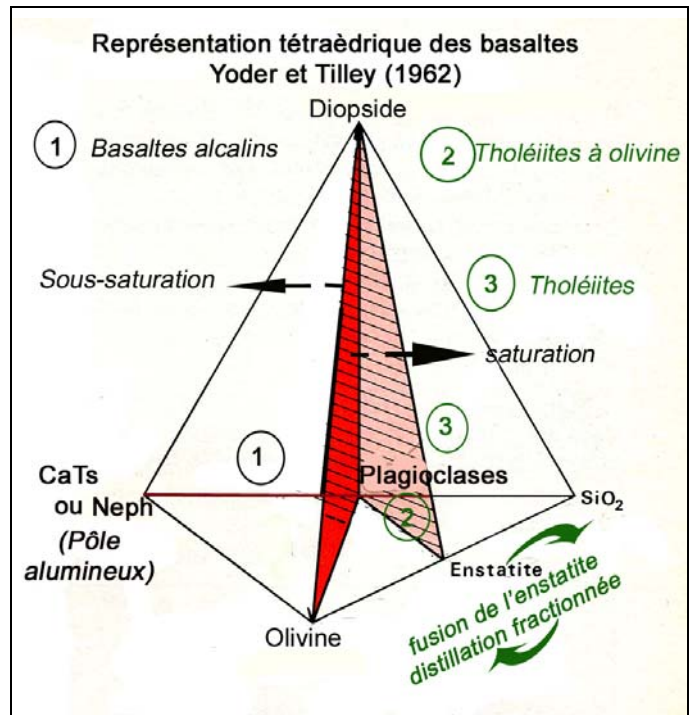 Représentation tétraèdrique des basaltes
Yoder et Tilley (1962)
Diopside
1 Basaltes alcalins
2 Tholéiites à olivine
Sous-saturation
3 Tholéiites
saturation
3
1
CaTs
ou Neph
(Pôle
alumineux)
Plagioclases
SiO₂
2
Enstatite
Olivine
fusion de l'enstatite
distillation fractionnée